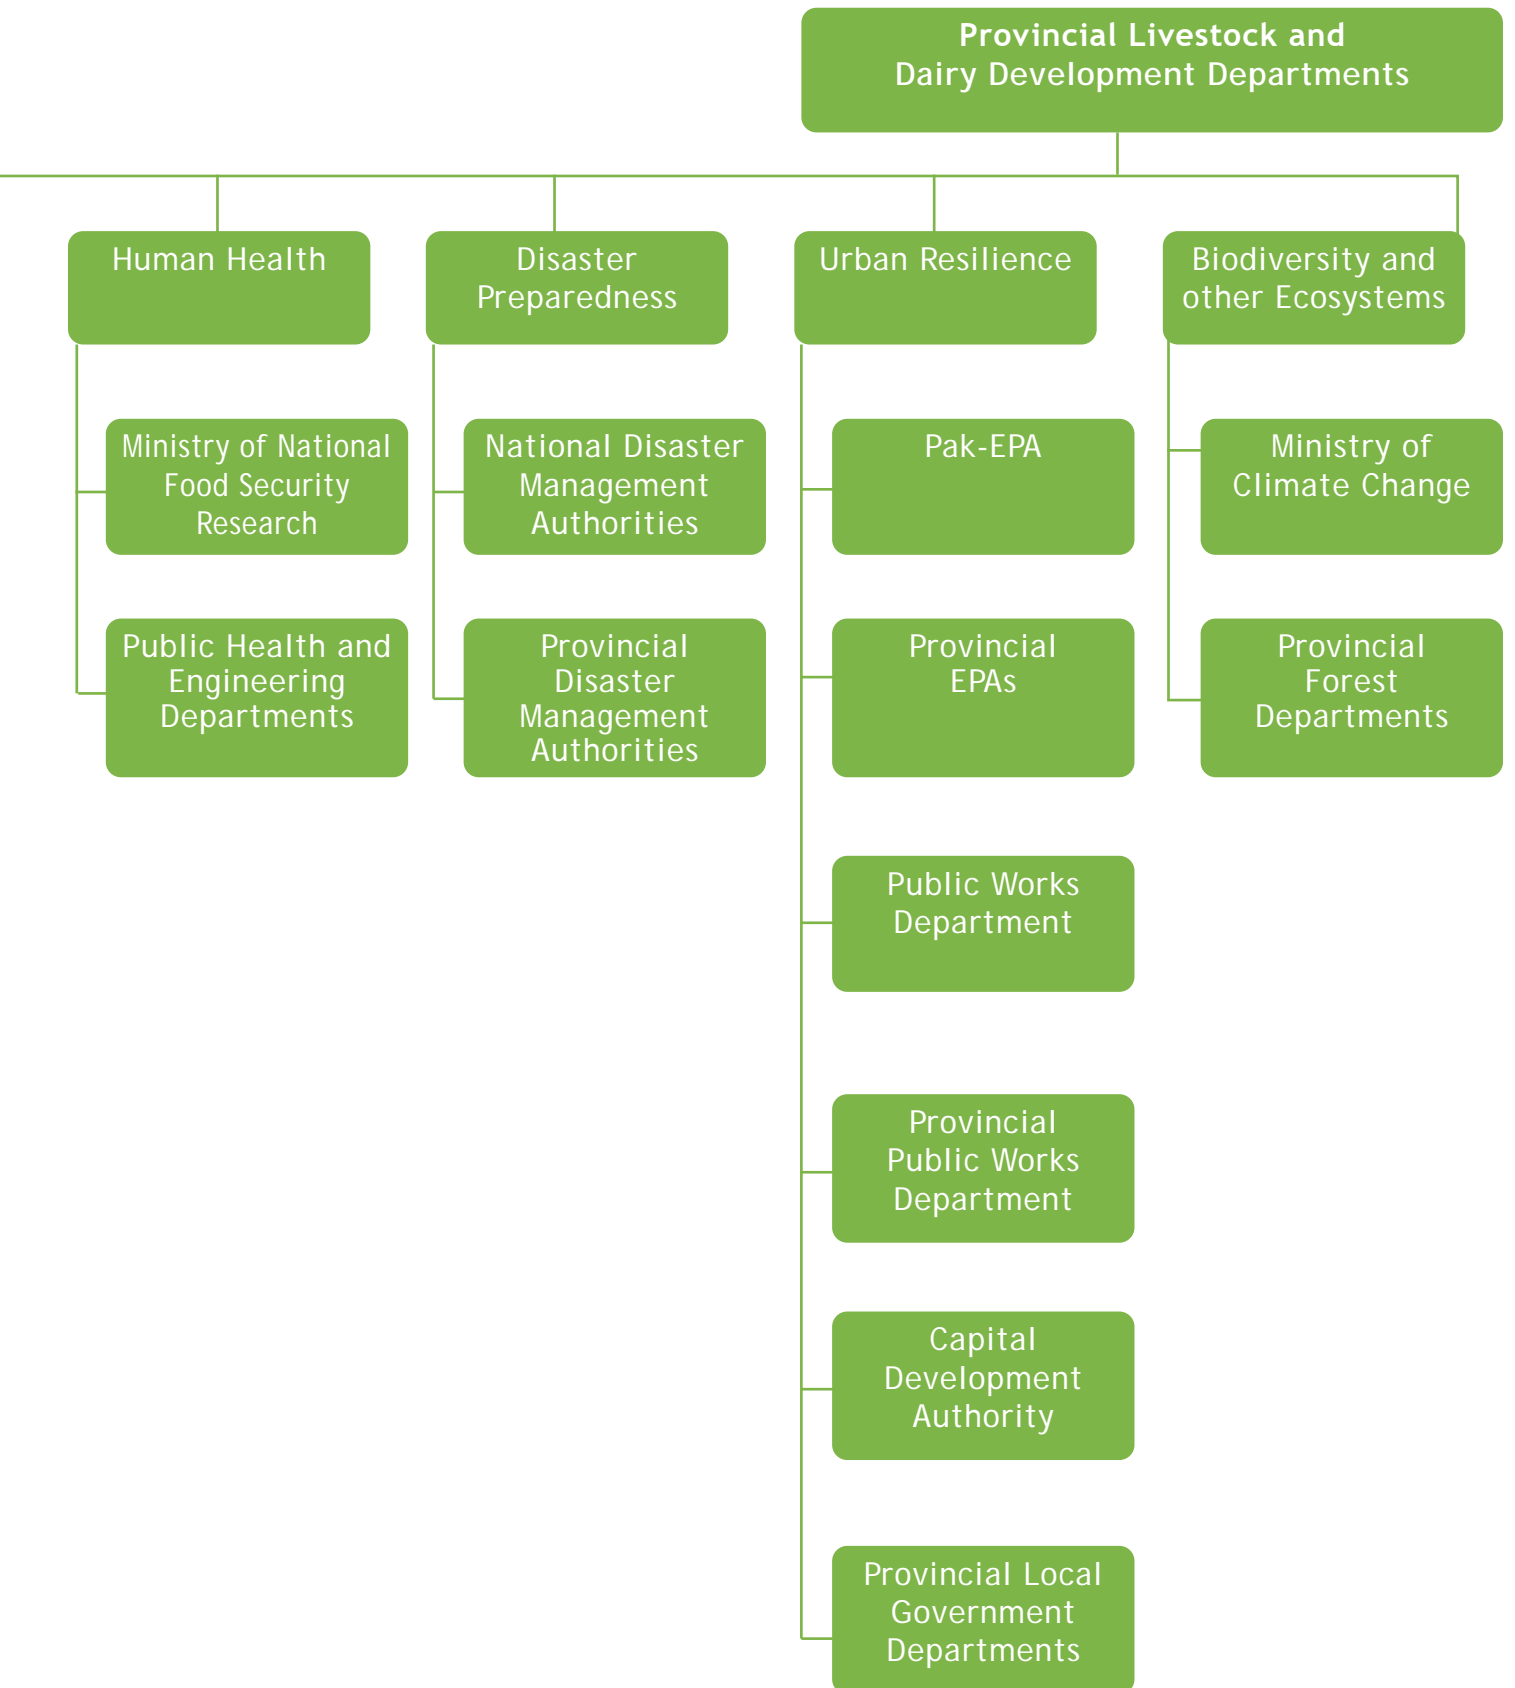 Provincial Livestock and
Dairy Development Departments
Human Health
Disaster
Preparedness
Urban Resilience
Biodiversity and
other Ecosystems
Ministry of National
Food Security
Research
National Disaster
Management
Authorities
Pak-EPA
Ministry of
Climate Change
Public Health and
Engineering
Departments
Provincial
Disaster
Management
Authorities
Provincial
EPAs
Provincial
Forest
Departments
Public Works
Department
Provincial
Public Works
Department
Capital
Development
Authority
Provincial Local
Government
Departments